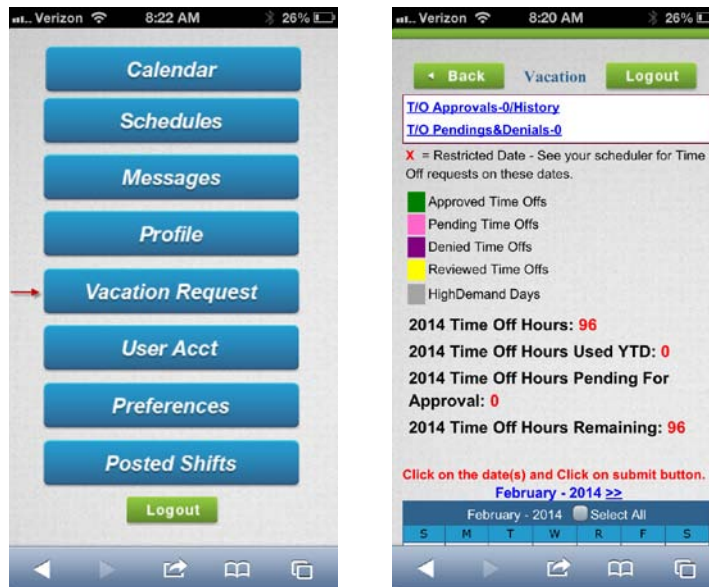 Verizon 8:22 AM 26%
Calendar
Schedules
Messages
Profile
Vacation Request
User Acct
Preferences
Posted Shifts
Logout
Verizon 8:20 AM 26%
Back Vacation Logout
T/O Approvals-0/History
T/O Pendings&Denials-0
X = Restricted Date - See your scheduler for Time
Off requests on these dates.
Approved Time Offs
Pending Time Offs
Denied Time Offs
Reviewed Time Offs
HighDemand Days
2014 Time Off Hours: 96
2014 Time Off Hours Used YTD: 0
2014 Time Off Hours Pending For
Approval: 0
2014 Time Off Hours Remaining: 96
Click on the date(s) and Click on submit button.
February - 2014 >>
February - 2014 Select All
S M T W R F S